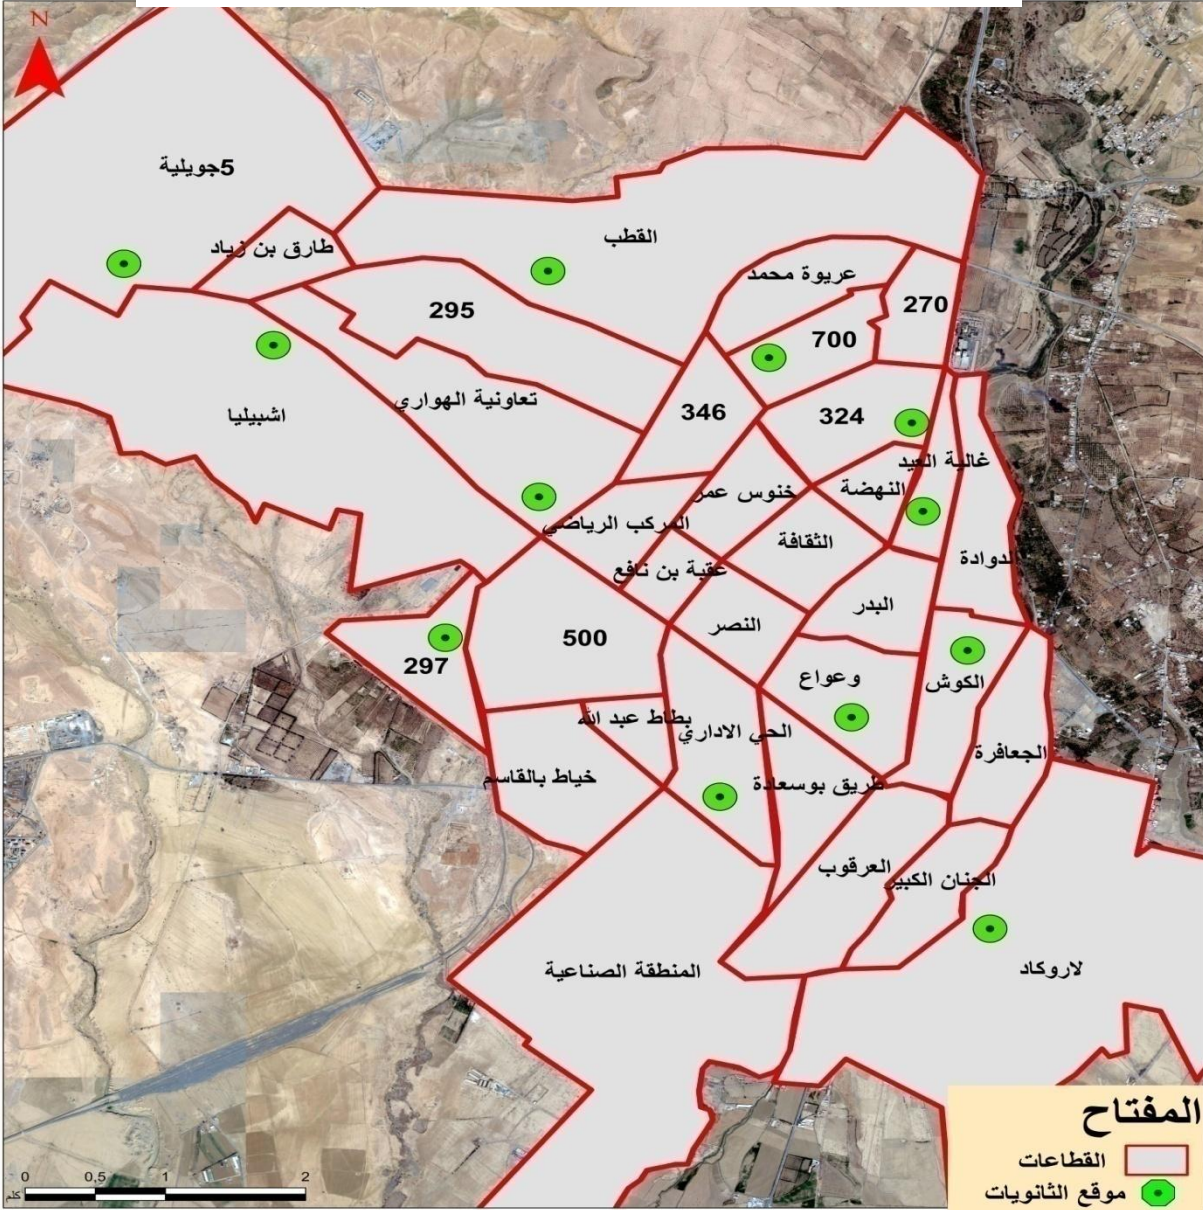 N
5جويلية
طارق بن زياد
القطب
عريوة محمد
270
295
700
اشبيليا
تعاونية الهواري
346
324
غالية العيد
خنوس عمر
النهضة
المركب الرياضي
الثقافة
عقبة بن نافع
الدوادة
البدر
النصر
500
297
وعواع
الكوش
بطاط عبد الله
الحي الاداري
الجعافرة
خياط بالقاسم
طريق بوسعادة
العرقوب
الجنان الكبير
المنطقة الصناعية
لاروكاد
المفتاح
القطاعات
موقع الثانويات
0 0,5 1 2
كلم